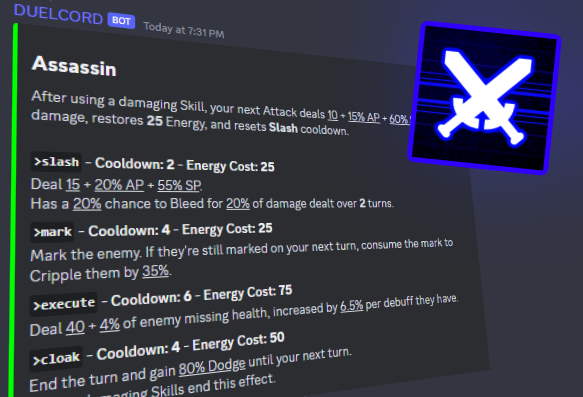 DUELCORD BOT Today at 7:31 PM
Assassin
After using a damaging Skill, your next Attack deals 10 + 15% AP + 60%
damage, restores 25 Energy, and resets Slash cooldown.
>slash – Cooldown: 2 – Energy Cost: 25
Deal 15 + 20% AP + 55% SP.
Has a 20% chance to Bleed for 20% of damage dealt over 2 turns.
>mark – Cooldown: 4 – Energy Cost: 25
Mark the enemy. If they're still marked on your next turn, consume the mark to
Cripple them by 35%.
>execute – Cooldown: 6 – Energy Cost: 75
Deal 40 + 4% of enemy missing health, increased by 6.5% per debuff they have.
>cloak – Cooldown: 4 – Energy Cost: 50
End the turn and gain 80% Dodge until your next turn.
Skills end this effect.